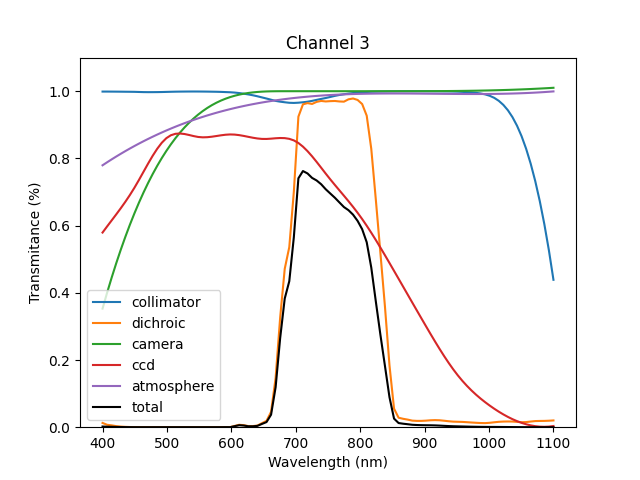 Channel 3
Transmitance (%)
1.0
0.8
0.6
0.4
0.2
0.0
collimator
dichroic
camera
ccd
atmosphere
total
400 500 600 700 800 900 1000 1100
Wavelength (nm)